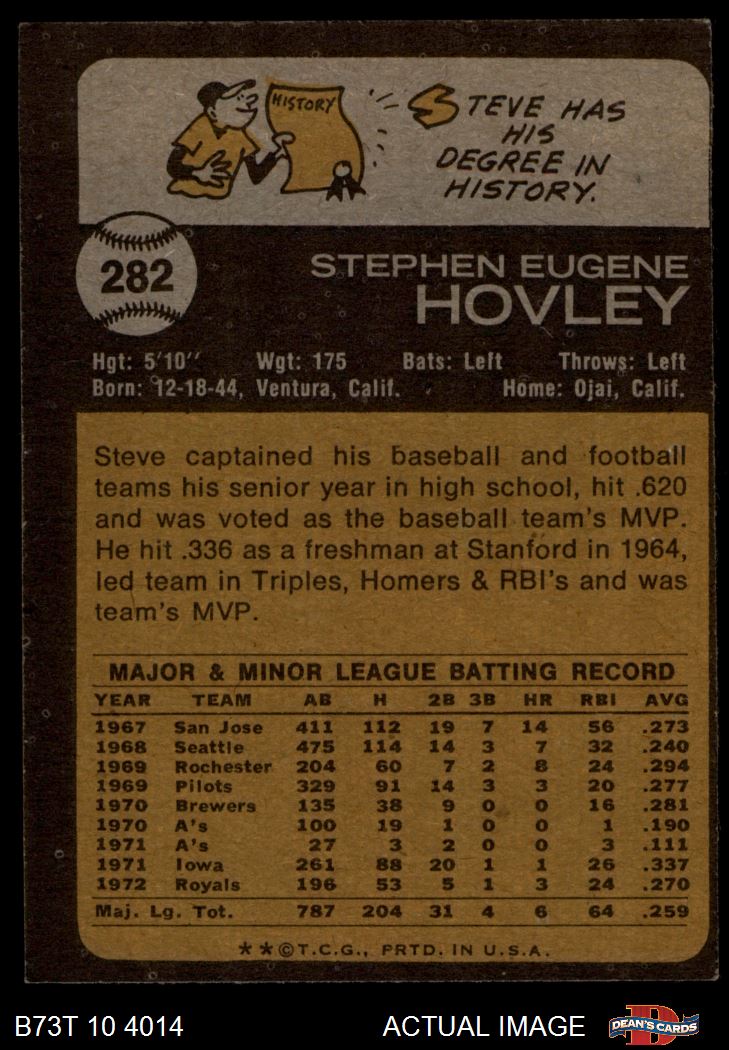 HISTORY
STEVE HAS
HIS
DEGREE IN
HISTORY.
282
STEPHEN EUGENE
HOVLEY
Hgt: 5'10" Wgt: 175 Bats: Left Throws: Left
Born: 12-18-44, Ventura, Calif. Home: Ojai, Calif.
Steve captained his baseball and football
teams his senior year in high school, hit .620
and was voted as the baseball team's MVP.
He hit .336 as a freshman at Stanford in 1964,
led team in Triples, Homers & RBI's and was
team's MVP.
MAJOR & MINOR LEAGUE BATTING RECORD
YEAR TEAM AB H 2B 3B HR RBI AVG
1967 San Jose 411 112 19 7 14 56 .273
1968 Seattle 475 114 14 3 7 32 .240
1969 Rochester 204 60 7 2 8 24 .294
1969 Pilots 329 91 14 3 3 20 .277
1970 Brewers 135 38 9 0 0 16 .281
1970 A's 100 19 1 0 0 1 .190
1971 A's 27 3 2 0 0 3 .111
1971 Iowa 261 88 20 1 1 26 .337
1972 Royals 196 53 5 1 3 24 .270
Maj. Lg. Tot. 787 204 31 4 6 64 .259
**©T.C.G., PRTD. IN U.S.A.
B73T 10 4014 ACTUAL IMAGE D DEAN'S CARDS